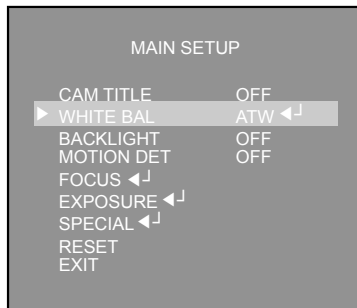 MAIN SETUP
CAM TITLE OFF
WHITE BAL ATW
BACKLIGHT OFF
MOTION DET OFF
FOCUS
EXPOSURE
SPECIAL
RESET
EXIT